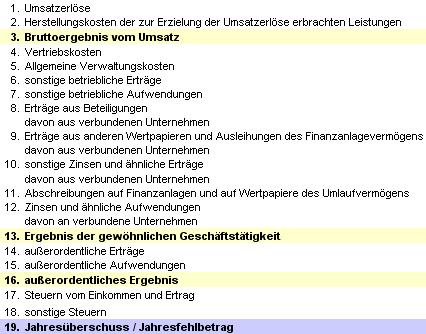 1. Umsatzerlöse
2. Herstellungskosten der zur Erzielung der Umsatzerlöse erbrachten Leistungen
3. Bruttoergebnis vom Umsatz
4. Vertriebskosten
5. Allgemeine Verwaltungskosten
6. sonstige betriebliche Erträge
7. sonstige betriebliche Aufwendungen
8. Erträge aus Beteiligungen
davon aus verbundenen Unternehmen
9. Erträge aus anderen Wertpapieren und Ausleihungen des Finanzanlagevermögens
davon aus verbundenen Unternehmen
10. sonstige Zinsen und ähnliche Erträge
davon aus verbundenen Unternehmen
11. Abschreibungen auf Finanzanlagen und auf Wertpapiere des Umlaufvermögens
12. Zinsen und ähnliche Aufwendungen
davon an verbundene Unternehmen
13. Ergebnis der gewöhnlichen Geschäftstätigkeit
14. außerordentliche Erträge
15. außerordentliche Aufwendungen
16. außerordentliches Ergebnis
17. Steuern vom Einkommen und Ertrag
18. sonstige Steuern
19. Jahresüberschuss / Jahresfehlbetrag